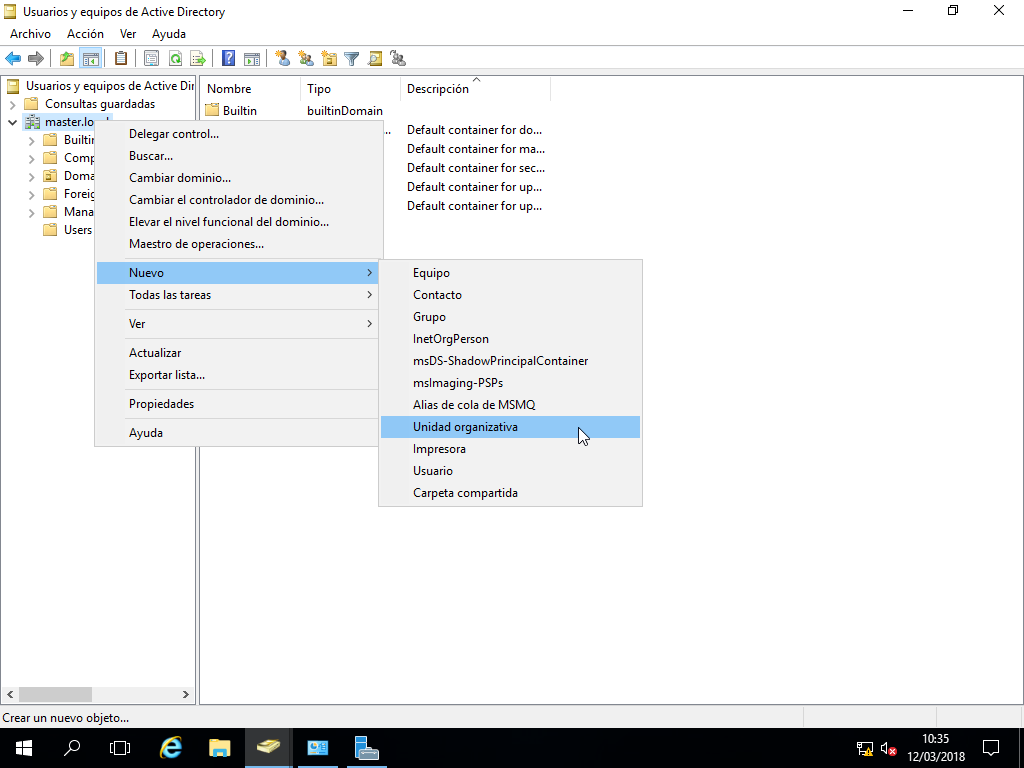 Usuarios y equipos de Active Directory
Archivo Acción Ver Ayuda
Usuarios y equipos de Active Dir
Consultas guardadas
master.lo
Builtin
Comp
Doma
Foreig
Mana
Users
Nombre Tipo Descripción
Builtin builtinDomain
... Default container for do...
Default container for ma...
Default container for sec...
Default container for up...
Default container for up...
Delegar control...
Buscar...
Cambiar dominio...
Cambiar el controlador de dominio...
Elevar el nivel funcional del dominio...
Maestro de operaciones...
Nuevo
Todas las tareas
Ver
Actualizar
Exportar lista...
Propiedades
Ayuda
Equipo
Contacto
Grupo
InetOrgPerson
msDS-ShadowPrincipalContainer
msImaging-PSPs
Alias de cola de MSMQ
Unidad organizativa
Impresora
Usuario
Carpeta compartida
Crear un nuevo objeto...
10:35
12/03/2018